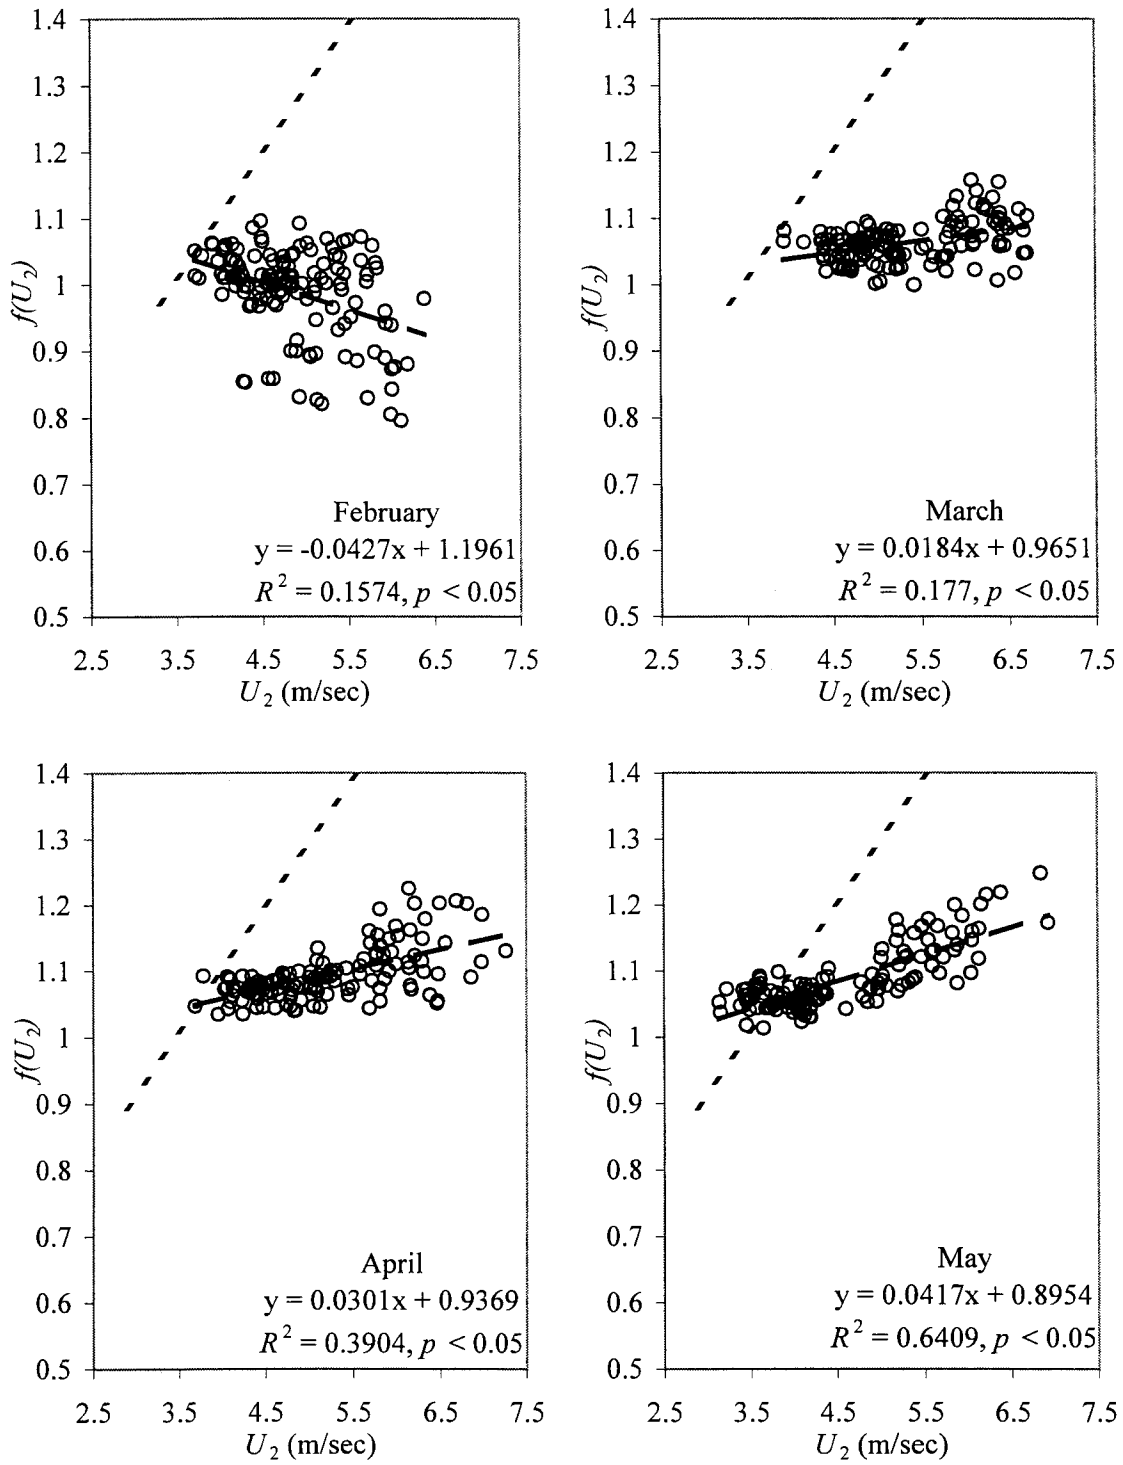 1.4
1.3
1.2
1.1
1
0.9
0.8
0.7
0.6
0.5
f(U2)
February
y = -0.0427x + 1.1961
R2 = 0.1574, p < 0.05
2.5 3.5 4.5 5.5 6.5 7.5
U2 (m/sec)
1.4
1.3
1.2
1.1
1
0.9
0.8
0.7
0.6
0.5
f(U2)
March
y = 0.0184x + 0.9651
R2 = 0.177, p < 0.05
2.5 3.5 4.5 5.5 6.5 7.5
U2 (m/sec)
1.4
1.3
1.2
1.1
1
0.9
0.8
0.7
0.6
0.5
f(U2)
April
y = 0.0301x + 0.9369
R2 = 0.3904, p < 0.05
2.5 3.5 4.5 5.5 6.5 7.5
U2 (m/sec)
1.4
1.3
1.2
1.1
1
0.9
0.8
0.7
0.6
0.5
f(U2)
May
y = 0.0417x + 0.8954
R2 = 0.6409, p < 0.05
2.5 3.5 4.5 5.5 6.5 7.5
U2 (m/sec)